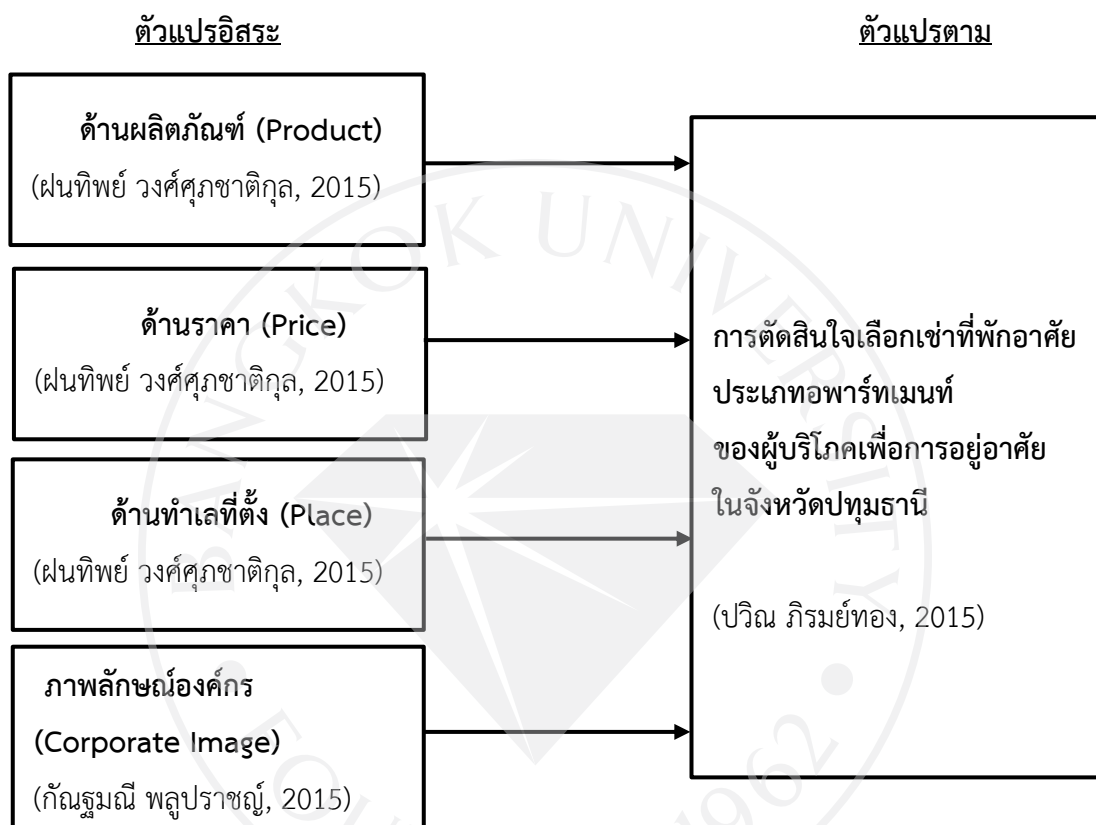 ตัวแปรอิสระ
ด้านผลิตภัณฑ์ (Product)
(ฝนทิพย์ วงศ์ศุภชาติกุล, 2015)
ด้านราคา (Price)
(ฝนทิพย์ วงศ์ศุภชาติกุล, 2015)
ด้านทำเลที่ตั้ง (Place)
(ฝนทิพย์ วงศ์ศุภชาติกุล, 2015)
ภาพลักษณ์องค์กร
(Corporate Image)
(กัณฐมณี พลูปราชญ์, 2015)
ตัวแปรตาม
การตัดสินใจเลือกเช่าที่พักอาศัย
ประเภทอพาร์ทเมนท์
ของผู้บริโภคเพื่อการอยู่อาศัย
ในจังหวัดปทุมธานี
(ปวิณ ภิรมย์ทอง, 2015)
BANGKOK UNIVERSITY